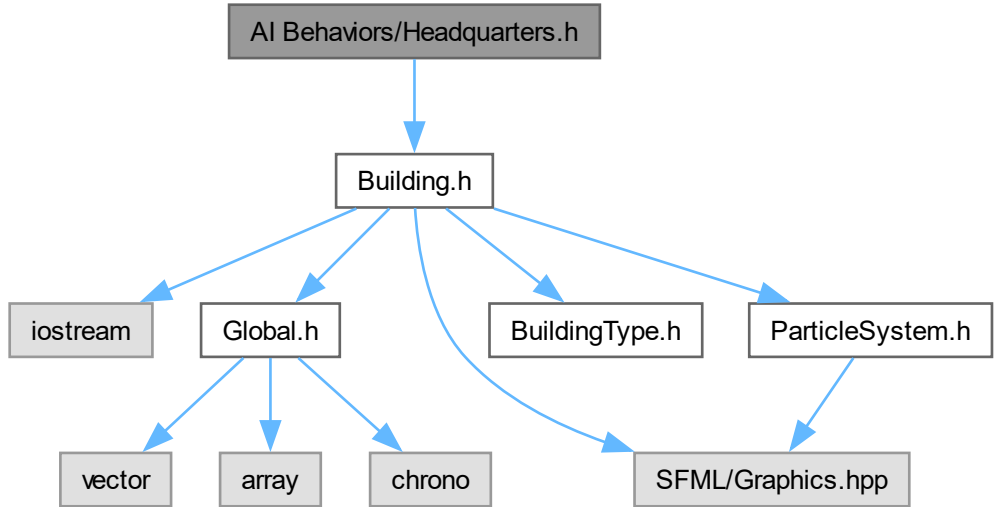 AI Behaviors/Headquarters.h
Building.h
iostream
Global.h
BuildingType.h
ParticleSystem.h
vector
array
chrono
SFML/Graphics.hpp